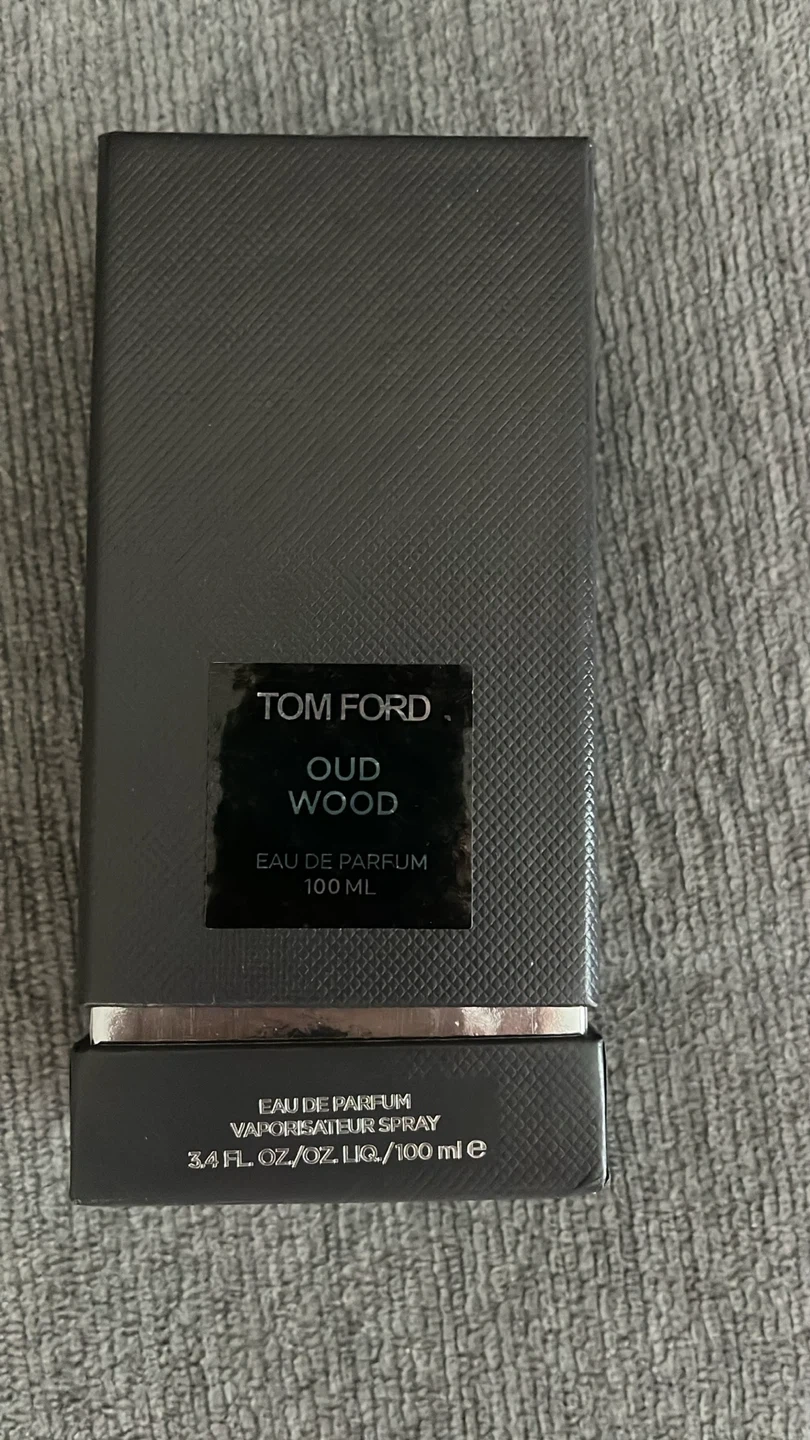 TOM FORD
OUD
WOOD
EAU DE PARFUM
100 ML
EAU DE PARFUM
VAPORISATEUR SPRAY
3.4 FL. OZ./OZ. LIQ./100 ml ℮